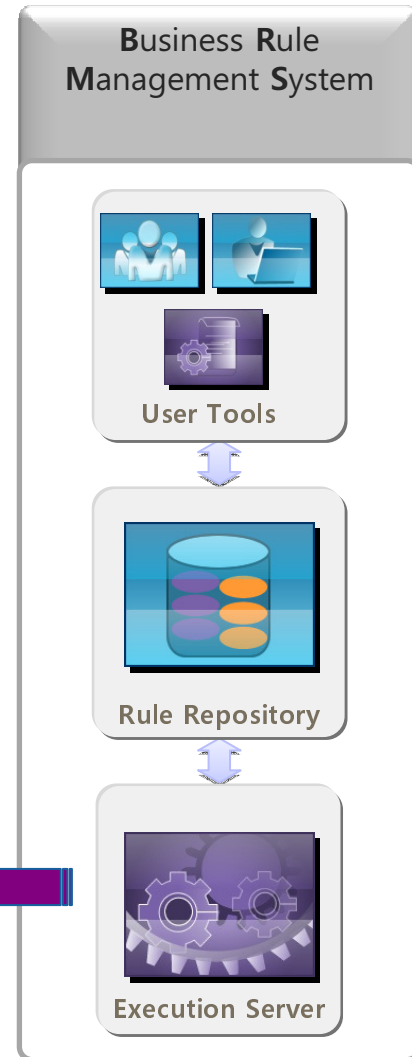 Business Rule
Management System
User Tools
Rule Repository
Execution Server